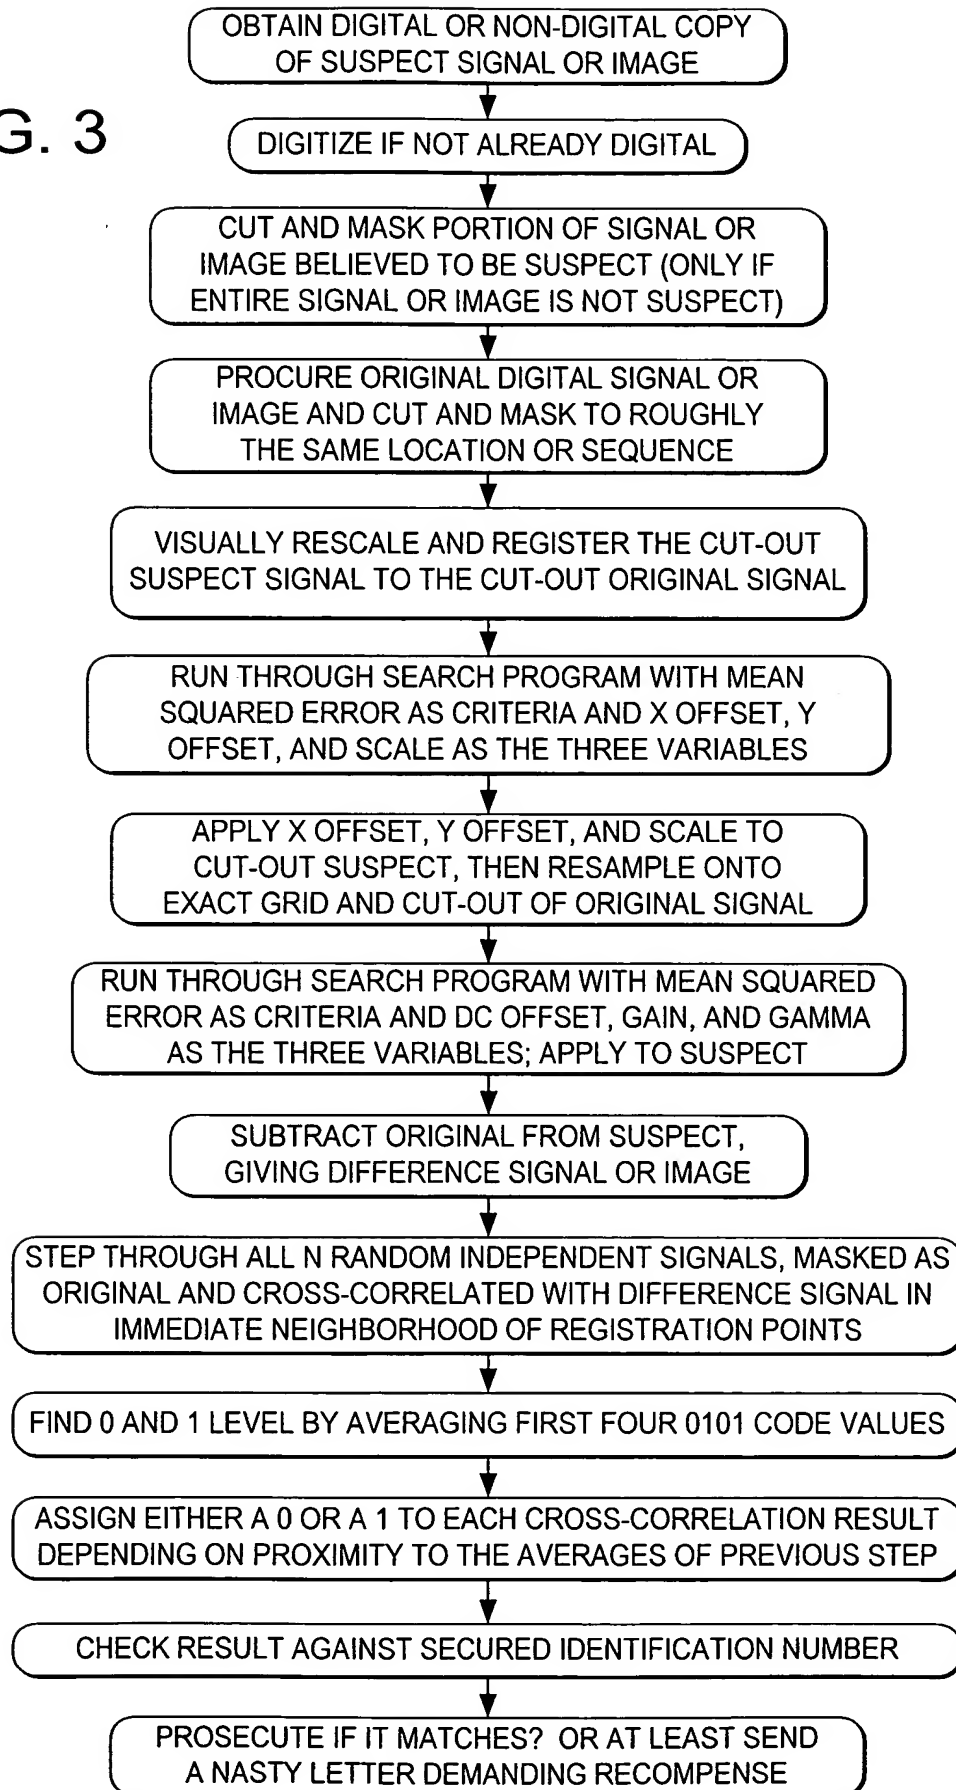 OBTAIN DIGITAL OR NON-DIGITAL COPY
OF SUSPECT SIGNAL OR IMAGE
G. 3
DIGITIZE IF NOT ALREADY DIGITAL
CUT AND MASK PORTION OF SIGNAL OR
IMAGE BELIEVED TO BE SUSPECT (ONLY IF
ENTIRE SIGNAL OR IMAGE IS NOT SUSPECT)
PROCURE ORIGINAL DIGITAL SIGNAL OR
IMAGE AND CUT AND MASK TO ROUGHLY
THE SAME LOCATION OR SEQUENCE
VISUALLY RESCALE AND REGISTER THE CUT-OUT
SUSPECT SIGNAL TO THE CUT-OUT ORIGINAL SIGNAL
RUN THROUGH SEARCH PROGRAM WITH MEAN
SQUARED ERROR AS CRITERIA AND X OFFSET, Y
OFFSET, AND SCALE AS THE THREE VARIABLES
APPLY X OFFSET, Y OFFSET, AND SCALE TO
CUT-OUT SUSPECT, THEN RESAMPLE ONTO
EXACT GRID AND CUT-OUT OF ORIGINAL SIGNAL
RUN THROUGH SEARCH PROGRAM WITH MEAN SQUARED
ERROR AS CRITERIA AND DC OFFSET, GAIN, AND GAMMA
AS THE THREE VARIABLES; APPLY TO SUSPECT
SUBTRACT ORIGINAL FROM SUSPECT,
GIVING DIFFERENCE SIGNAL OR IMAGE
STEP THROUGH ALL N RANDOM INDEPENDENT SIGNALS, MASKED AS
ORIGINAL AND CROSS-CORRELATED WITH DIFFERENCE SIGNAL IN
IMMEDIATE NEIGHBORHOOD OF REGISTRATION POINTS
FIND 0 AND 1 LEVEL BY AVERAGING FIRST FOUR 0101 CODE VALUES
ASSIGN EITHER A 0 OR A 1 TO EACH CROSS-CORRELATION RESULT
DEPENDING ON PROXIMITY TO THE AVERAGES OF PREVIOUS STEP
CHECK RESULT AGAINST SECURED IDENTIFICATION NUMBER
PROSECUTE IF IT MATCHES? OR AT LEAST SEND
A NASTY LETTER DEMANDING RECOMPENSE